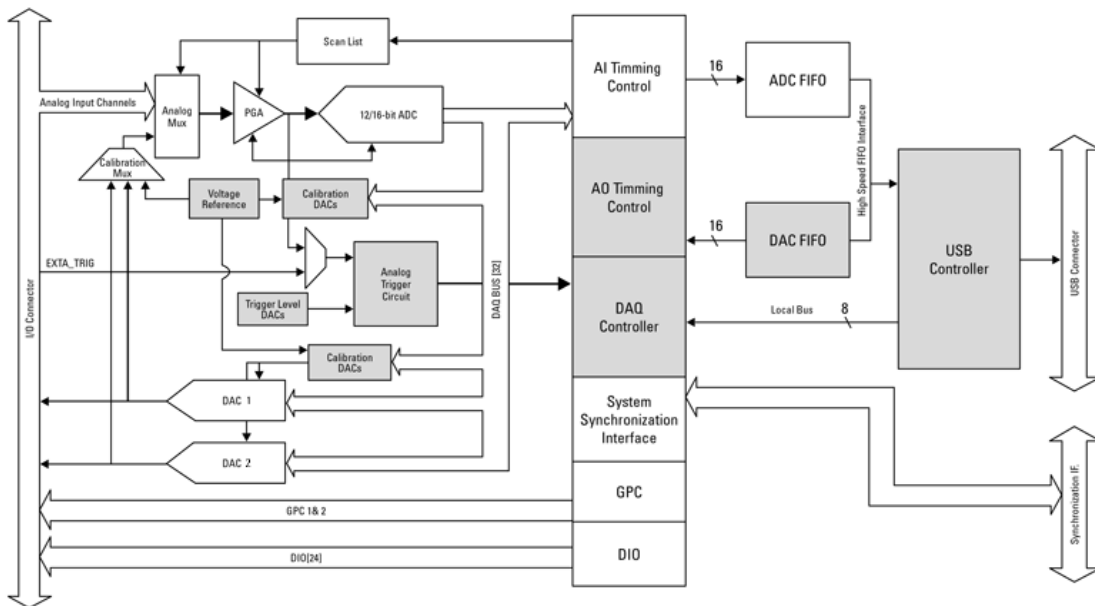 Scan List
AI Timming
Control
16
ADC FIFO
Analog Input Channels
Analog
Mux
PGA
12/16-bit ADC
Calibration
Mux
Voltage
Reference
Calibration
DACs
AO Timming
Control
16
DAC FIFO
High Speed FIFO Interface
USB
Controller
USB Connector
EXTA_TRIG
Analog
Trigger
Circuit
Trigger Level
DACs
DAQ BUS [32]
DAQ
Controller
Local Bus
8
I/O Connector
Calibration
DACs
DAC 1
DAC 2
System
Synchronization
Interface
GPC
GPC 1& 2
DIO
DIO[24]
Synchronization IF.